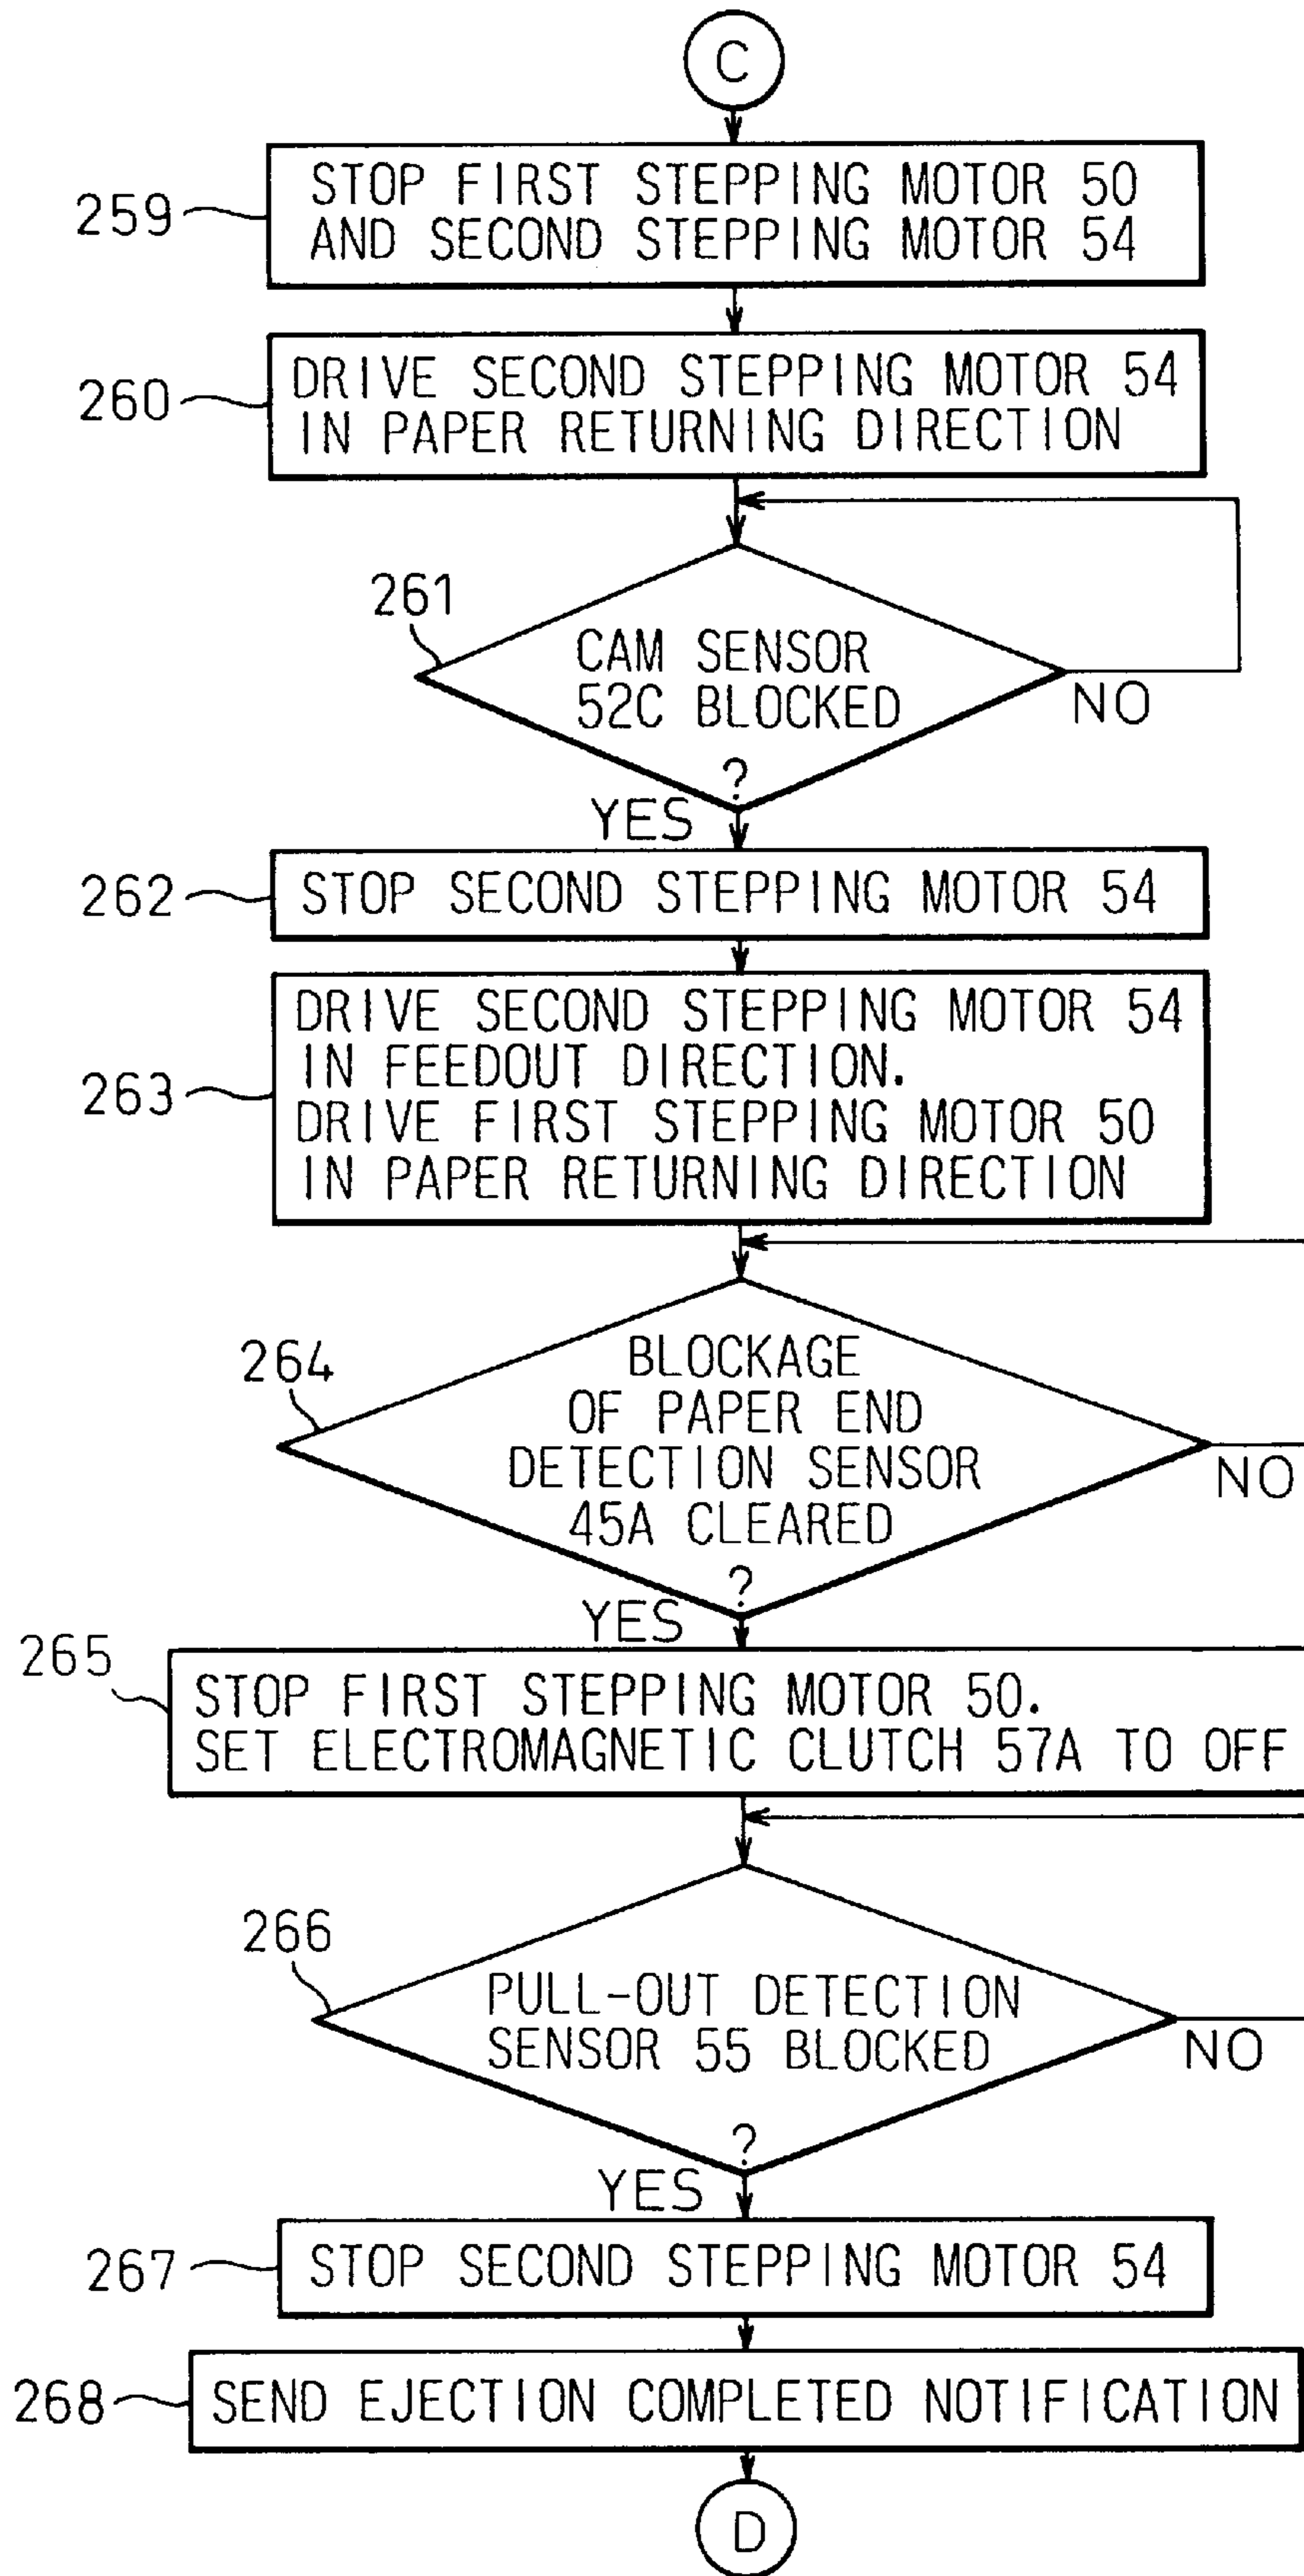 C
259
STOP FIRST STEPPING MOTOR 50
AND SECOND STEPPING MOTOR 54
260
DRIVE SECOND STEPPING MOTOR 54
IN PAPER RETURNING DIRECTION
261
CAM SENSOR
52C BLOCKED
?
NO
YES
262
STOP SECOND STEPPING MOTOR 54
263
DRIVE SECOND STEPPING MOTOR 54
IN FEEDOUT DIRECTION.
DRIVE FIRST STEPPING MOTOR 50
IN PAPER RETURNING DIRECTION
264
BLOCKAGE
OF PAPER END
DETECTION SENSOR
45A CLEARED
?
NO
YES
265
STOP FIRST STEPPING MOTOR 50.
SET ELECTROMAGNETIC CLUTCH 57A TO OFF
266
PULL-OUT DETECTION
SENSOR 55 BLOCKED
?
NO
YES
267
STOP SECOND STEPPING MOTOR 54
268
SEND EJECTION COMPLETED NOTIFICATION
D